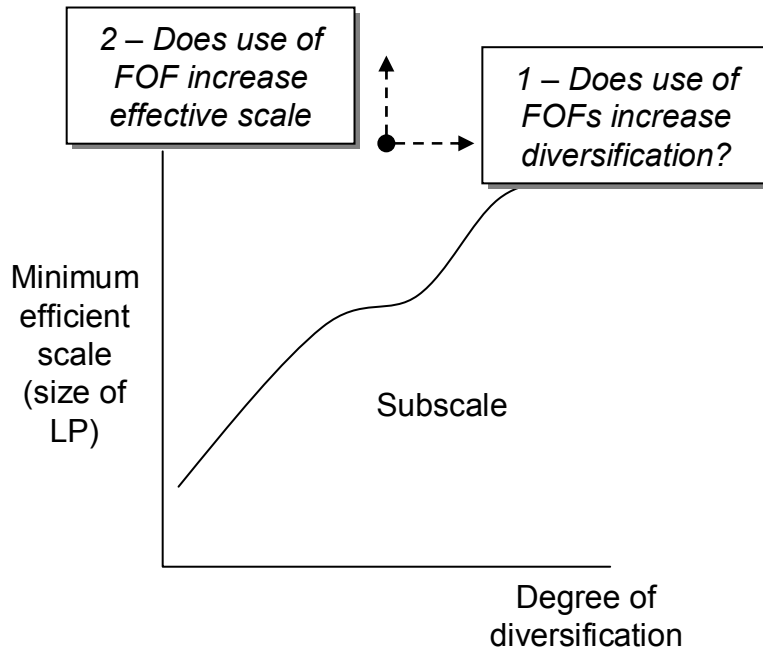 2 – Does use of
FOF increase
effective scale
1 – Does use of
FOFs increase
diversification?
Minimum
efficient
scale
(size of
LP)
Subscale
Degree of
diversification